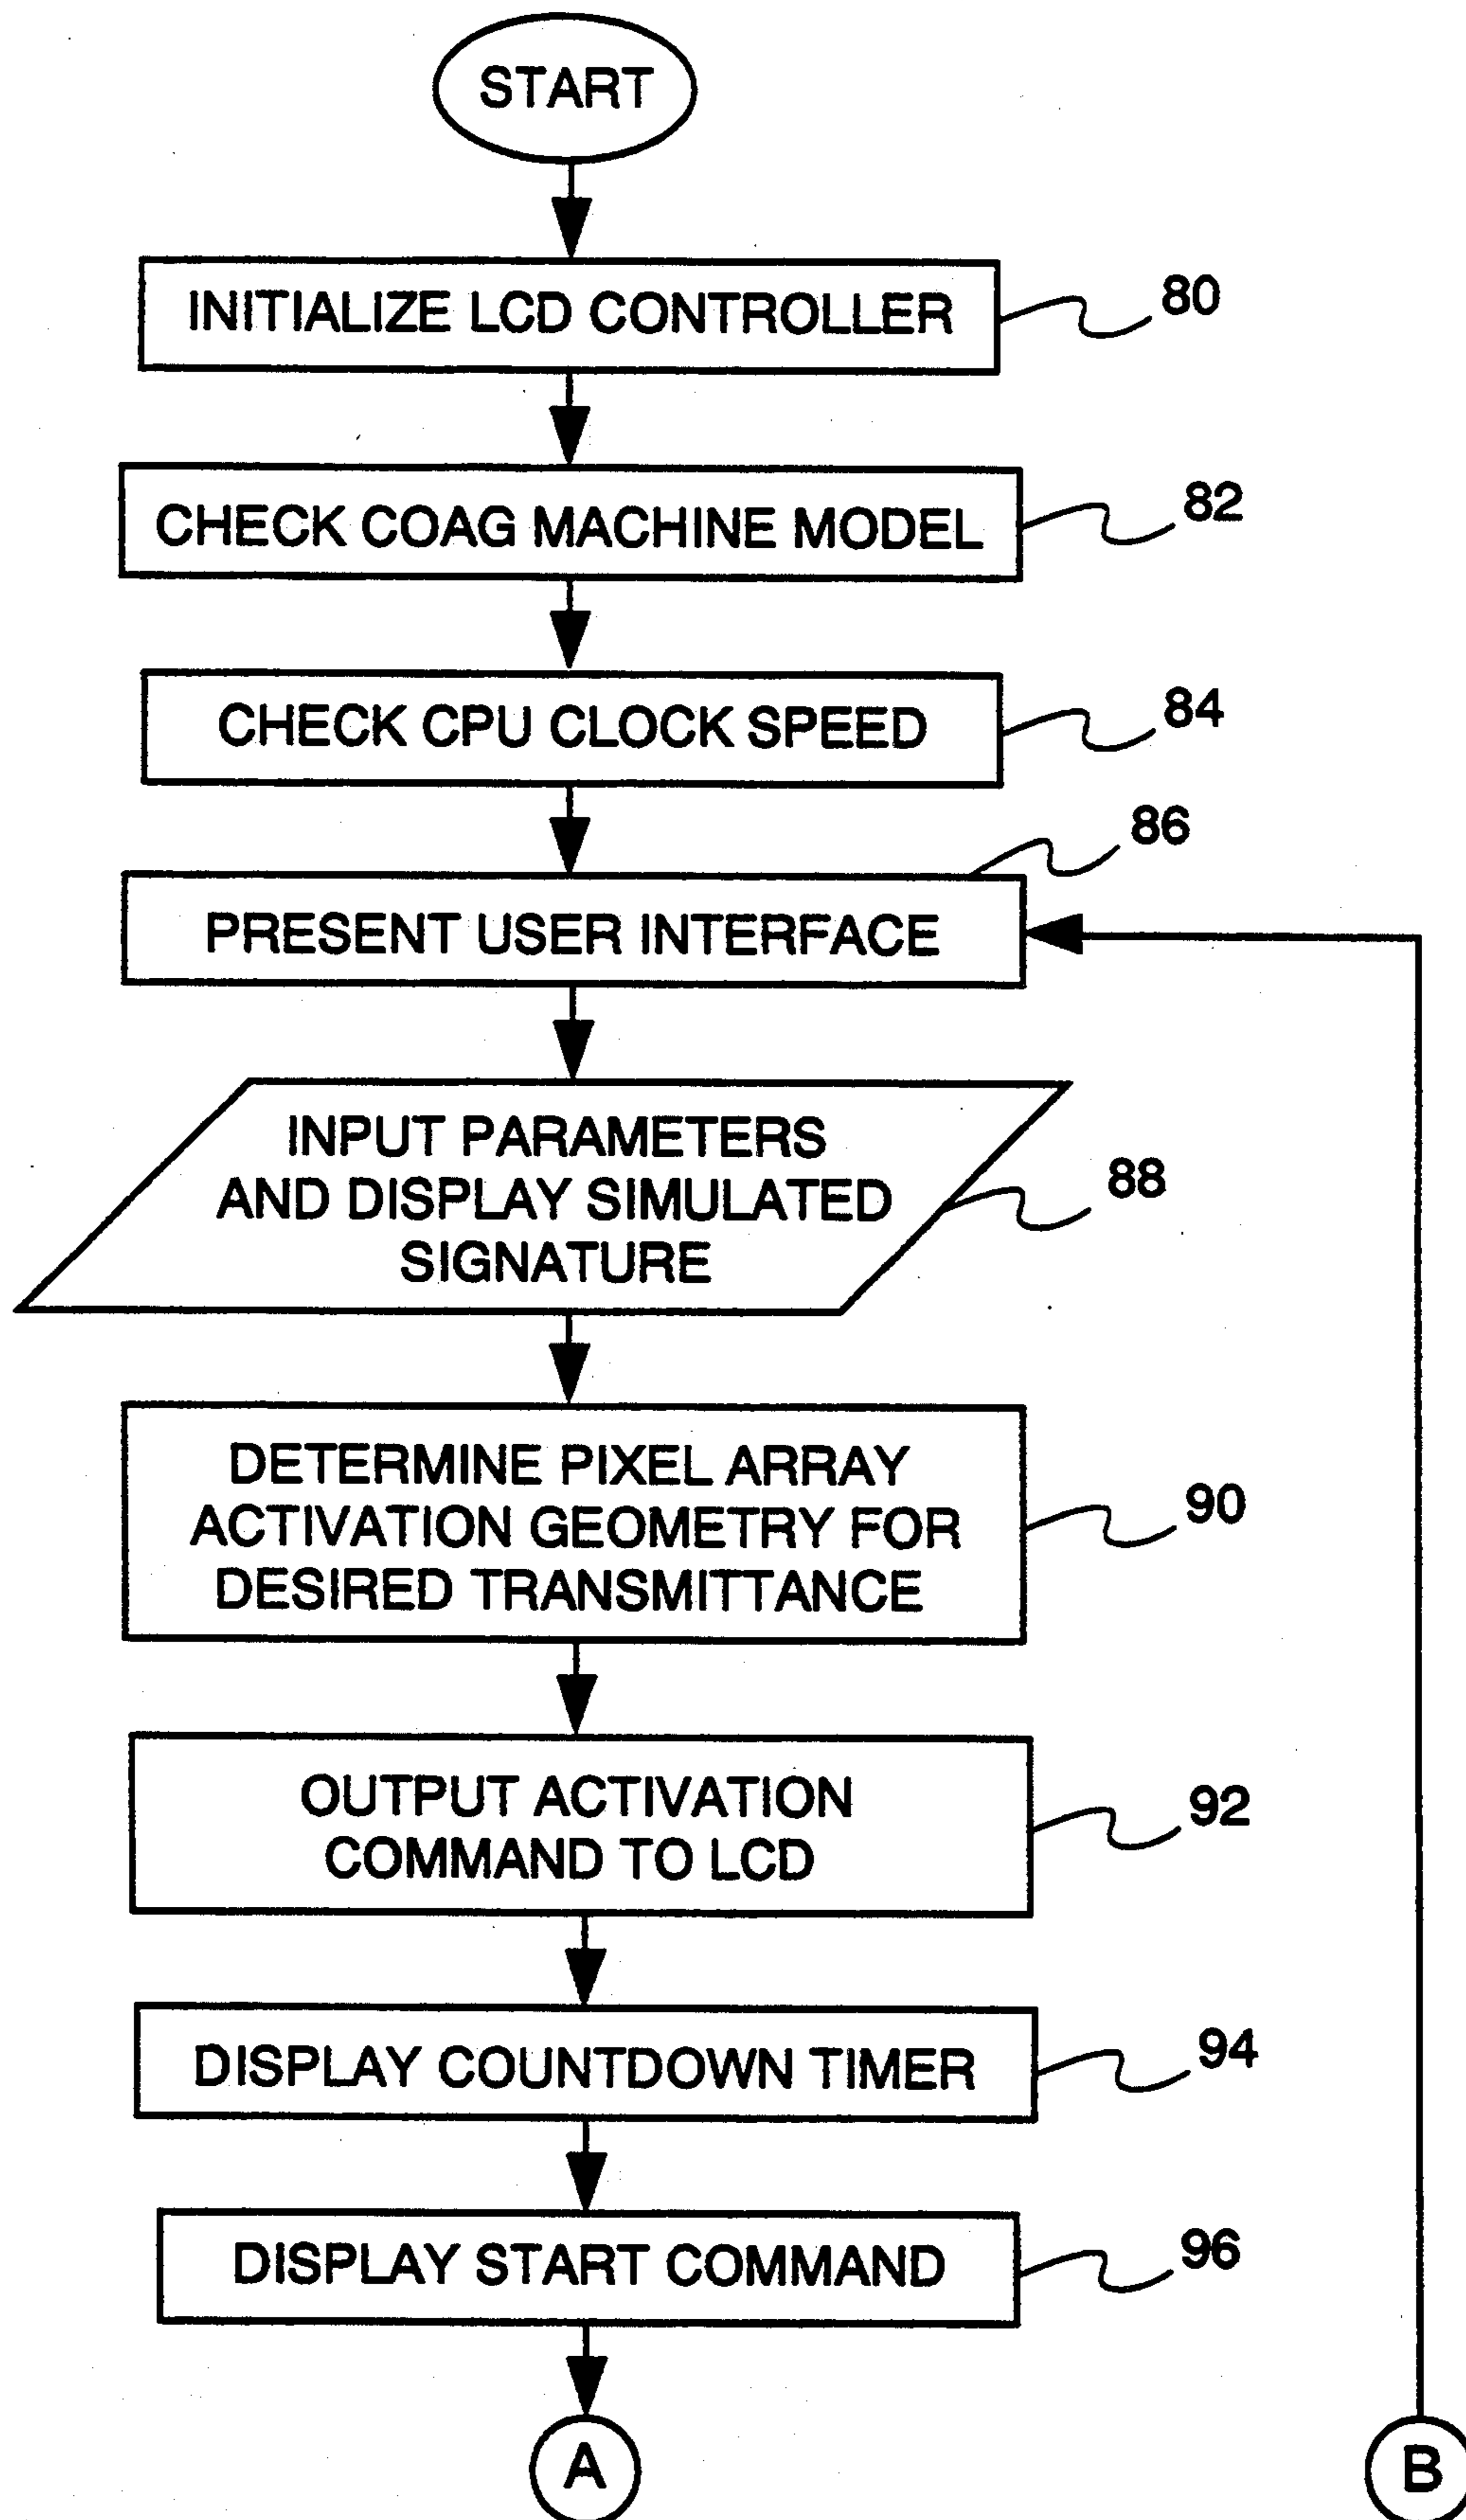 START
INITIALIZE LCD CONTROLLER
80
CHECK COAG MACHINE MODEL
82
CHECK CPU CLOCK SPEED
84
86
PRESENT USER INTERFACE
INPUT PARAMETERS
AND DISPLAY SIMULATED
SIGNATURE
88
DETERMINE PIXEL ARRAY
ACTIVATION GEOMETRY FOR
DESIRED TRANSMITTANCE
90
OUTPUT ACTIVATION
COMMAND TO LCD
92
DISPLAY COUNTDOWN TIMER
94
DISPLAY START COMMAND
96
A
B